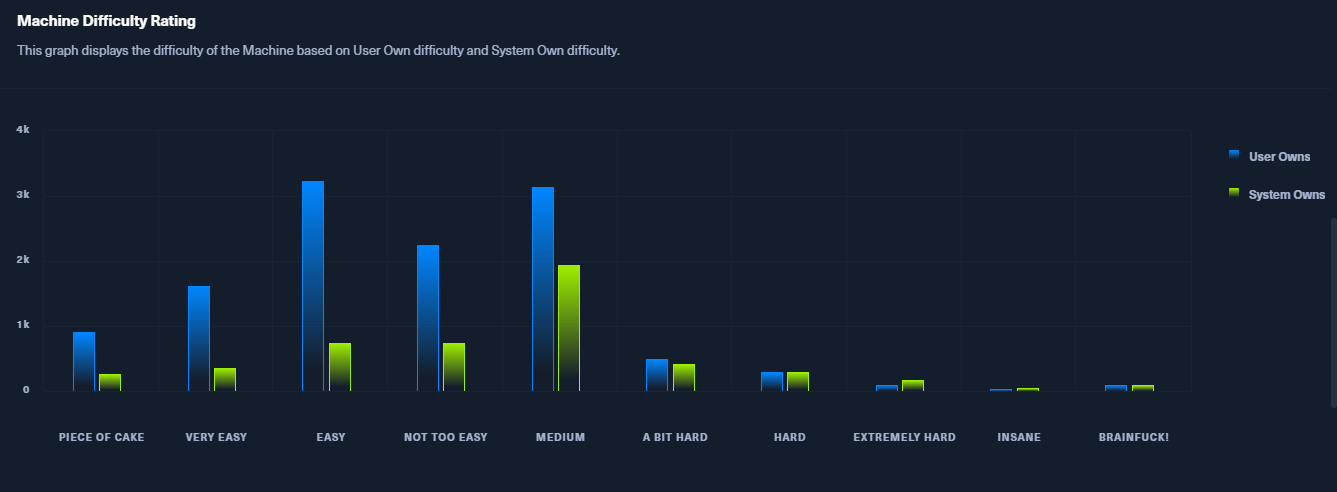 Machine Difficulty Rating
This graph displays the difficulty of the Machine based on User Own difficulty and System Own difficulty.
4k
3k
2k
1k
0
User Owns
System Owns
PIECE OF CAKE VERY EASY EASY NOT TOO EASY MEDIUM A BIT HARD HARD EXTREMELY HARD INSANE BRAINFUCK!